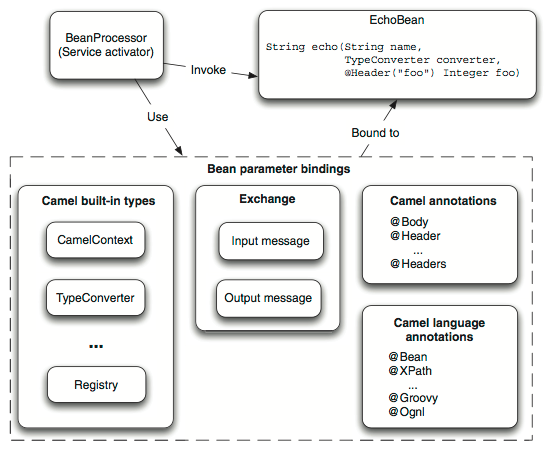 BeanProcessor
(Service activator)
EchoBean
String echo(String name,
TypeConverter converter,
@Header("foo") Integer foo)
Invoke
Use
Bound to
Bean parameter bindings
Camel built-in types
CamelContext
TypeConverter
...
Registry
Exchange
Input message
Output message
Camel annotations
@Body
@Header
...
@Headers
Camel language
annotations
@Bean
@XPath
...
@Groovy
@Ognl